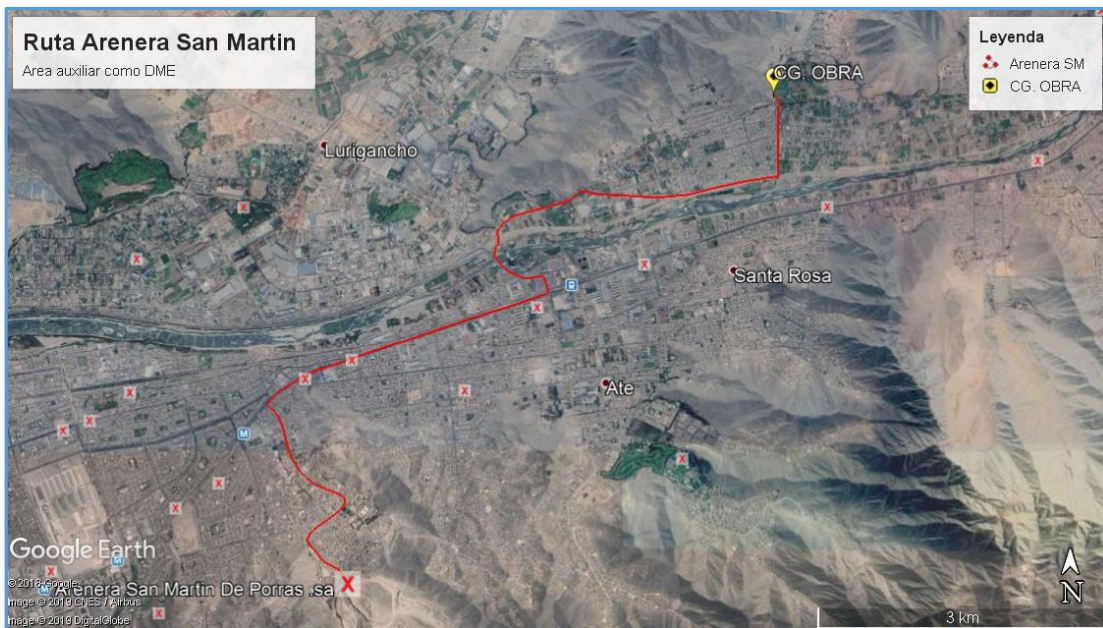 Ruta Arenera San Martin
Area auxiliar como DME
Leyenda
Arenera SM
CG. OBRA
CG. OBRA
Lurigancho
Santa Rosa
Ate
Google Earth
© 2018 Google
Arenera San Martin De Porras .sa
Image © 2019 CNES / Airbus
Image © 2019 DigitalGlobe
N
3 km